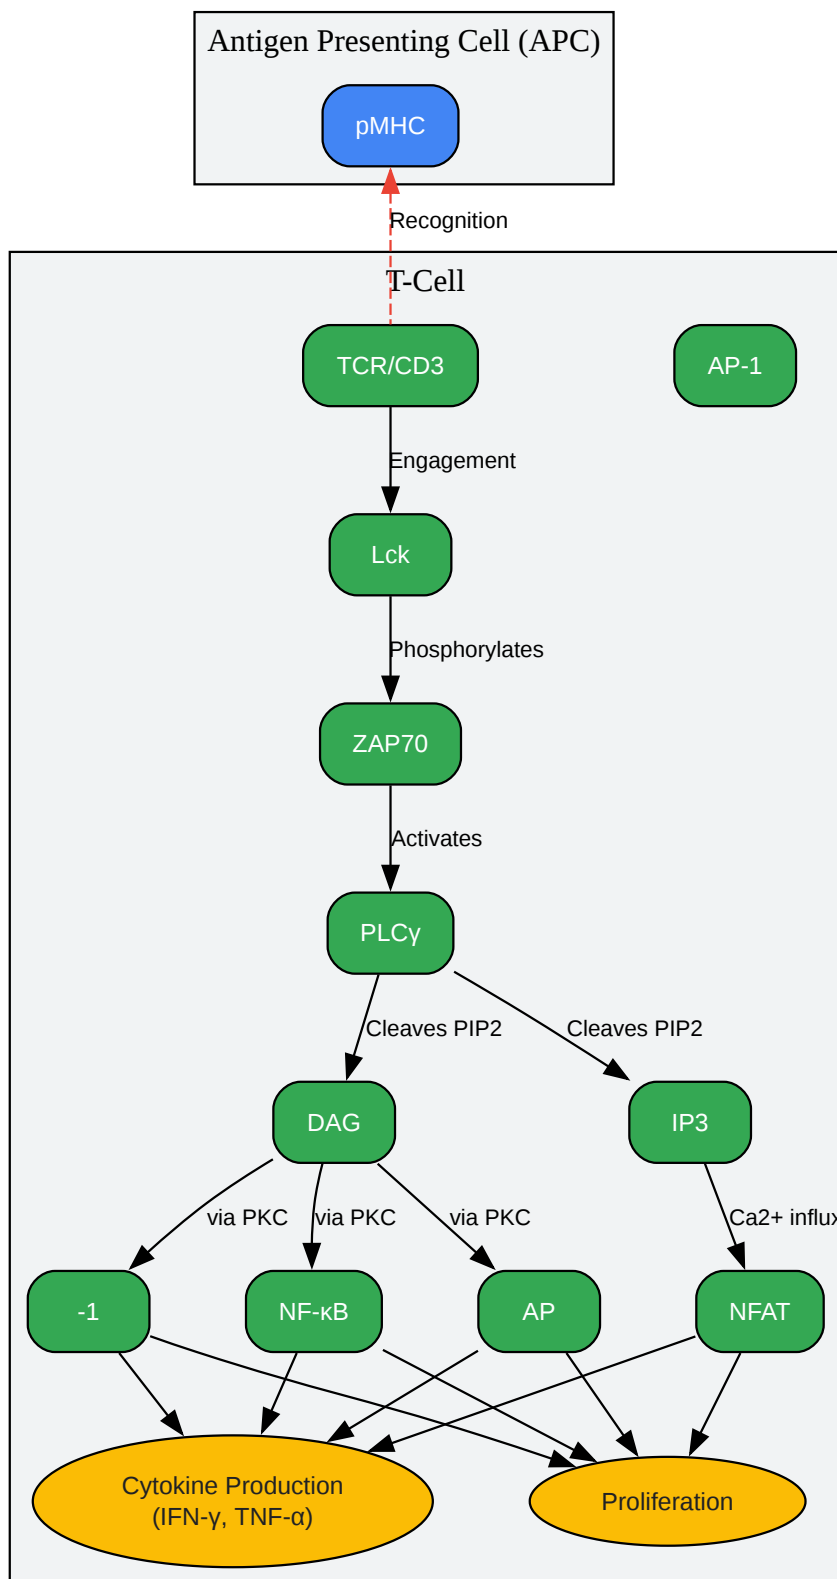 Antigen Presenting Cell (APC)
pMHC
Recognition
T-Cell
TCR/CD3
AP-1
Engagement
Lck
Phosphorylates
ZAP70
Activates
PLCγ
Cleaves PIP2
Cleaves PIP2
DAG
IP3
via PKC
via PKC
via PKC
Ca2+ influx
-1
NF-κB
AP
NFAT
Cytokine Production
(IFN-γ, TNF-α)
Proliferation